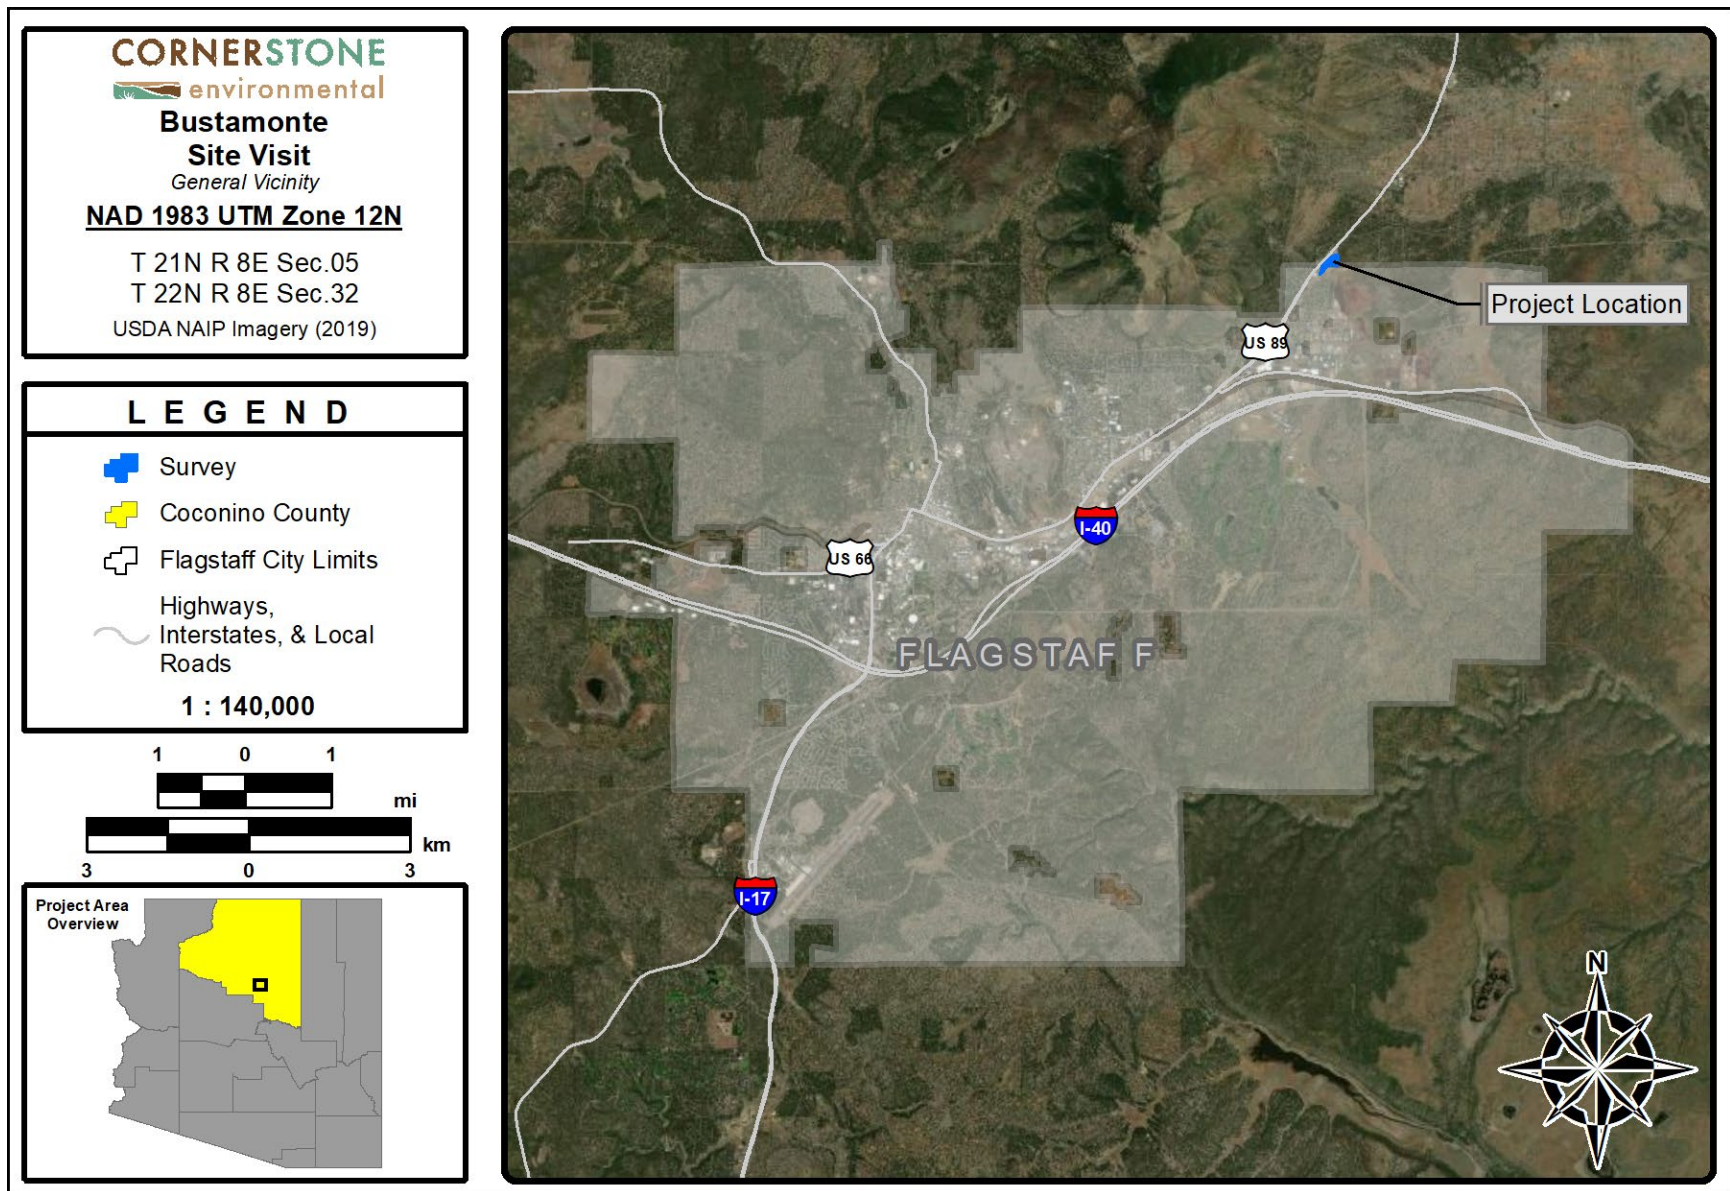 CORNERSTONE
environmental
Bustamonte
Site Visit
General Vicinity
NAD 1983 UTM Zone 12N
T 21N R 8E Sec.05
T 22N R 8E Sec.32
USDA NAIP Imagery (2019)
LEGEND
Survey
Coconino County
Flagstaff City Limits
Highways,
Interstates, & Local
Roads
1 : 140,000
1 0 1
mi
km
3 0 3
Project Area
Overview
Project Location
US 89
I-40
US 66
FLAGSTAFF
I-17
N